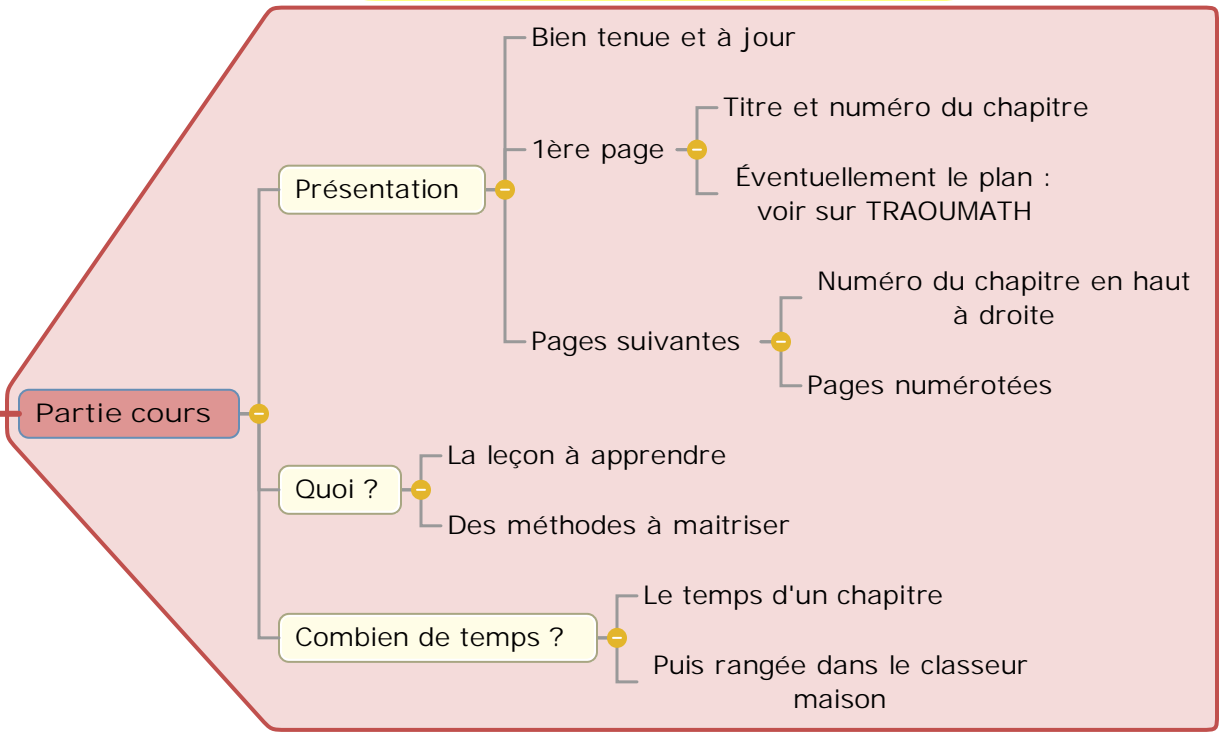 Partie cours
Présentation
Bien tenue et à jour
1ère page
Titre et numéro du chapitre
Éventuellement le plan :
voir sur TRAOUMATH
Pages suivantes
Numéro du chapitre en haut
à droite
Pages numérotées
Quoi ?
La leçon à apprendre
Des méthodes à maitriser
Combien de temps ?
Le temps d'un chapitre
Puis rangée dans le classeur
maison